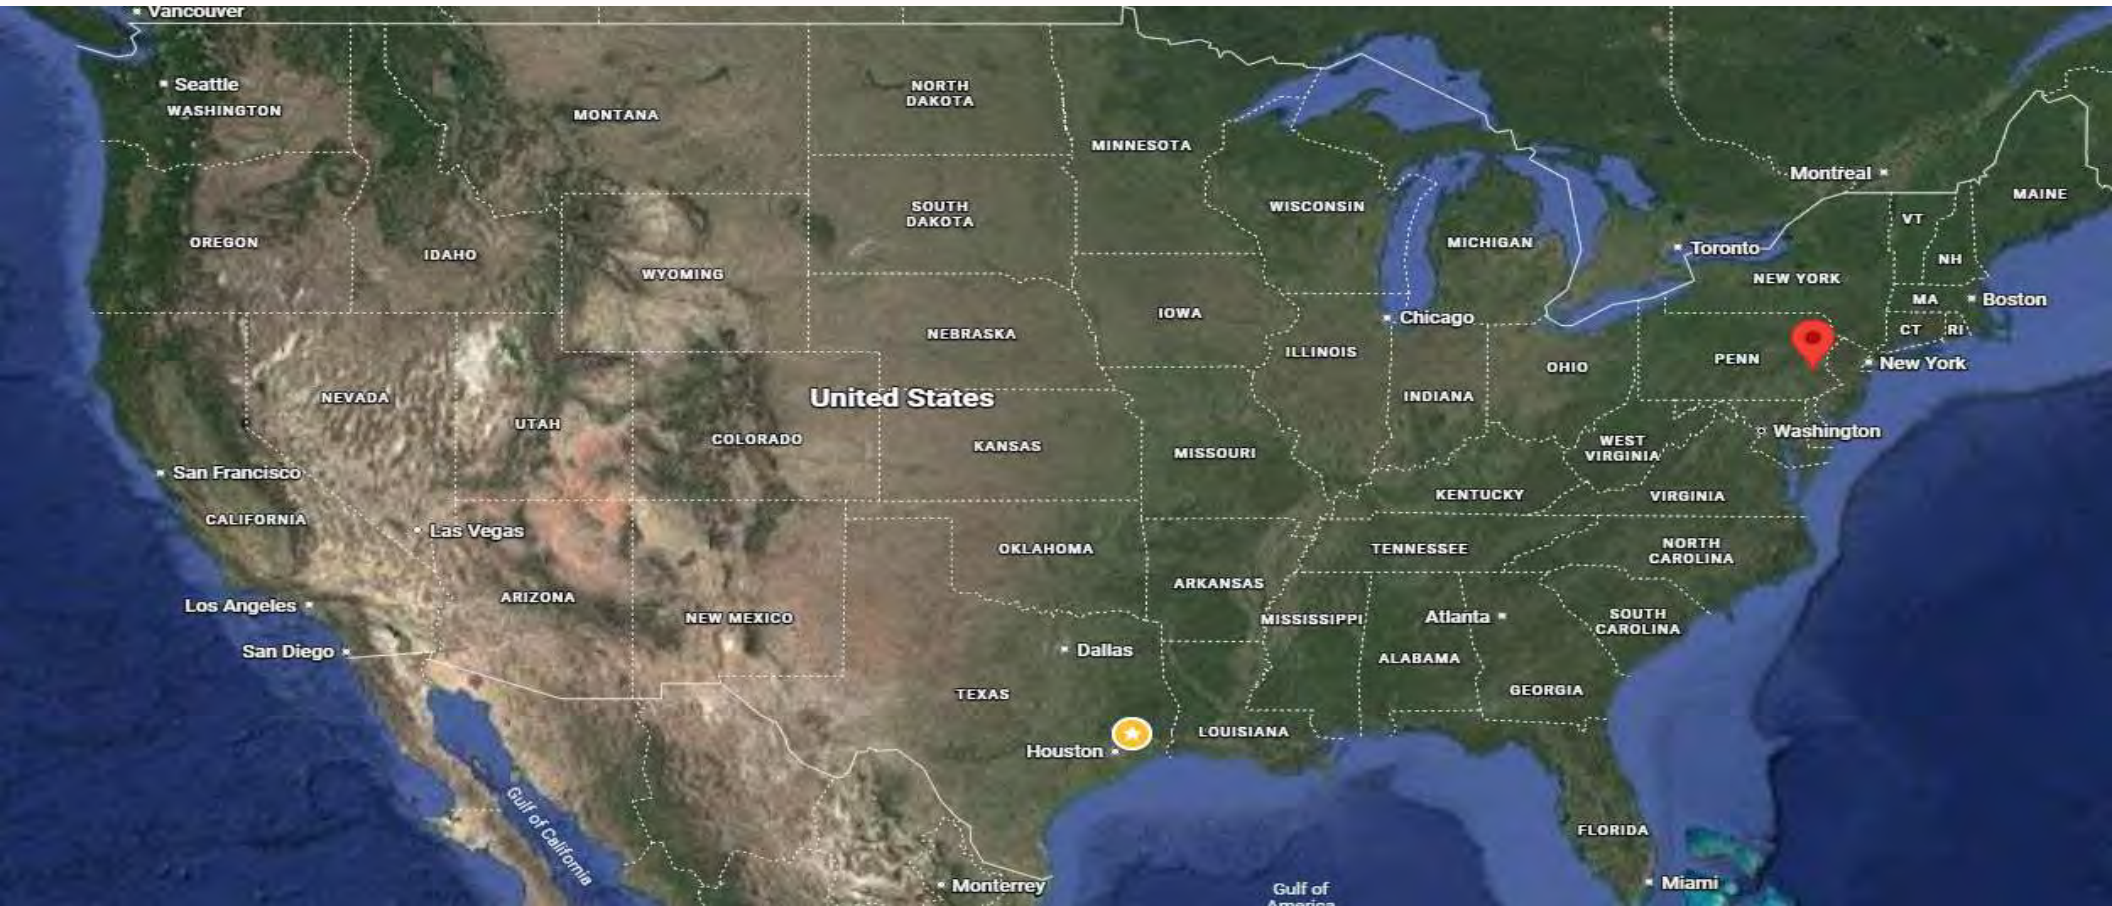 Vancouver
Seattle
WASHINGTON
MONTANA
NORTH
DAKOTA
MINNESOTA
Montreal
MAINE
OREGON
IDAHO
WYOMING
SOUTH
DAKOTA
WISCONSIN
MICHIGAN
Toronto
VT
NH
NEW YORK
MA
Boston
NEBRASKA
IOWA
Chicago
CT
RI
ILLINOIS
INDIANA
OHIO
PENN
New York
NEVADA
UTAH
United States
COLORADO
KANSAS
MISSOURI
WEST
VIRGINIA
Washington
San Francisco
CALIFORNIA
Las Vegas
KENTUCKY
VIRGINIA
OKLAHOMA
TENNESSEE
NORTH
CAROLINA
Los Angeles
ARIZONA
NEW MEXICO
ARKANSAS
MISSISSIPPI
Atlanta
SOUTH
CAROLINA
San Diego
Dallas
ALABAMA
TEXAS
GEORGIA
Houston
LOUISIANA
Gulf of California
FLORIDA
Monterrey
Gulf of
America
Miami